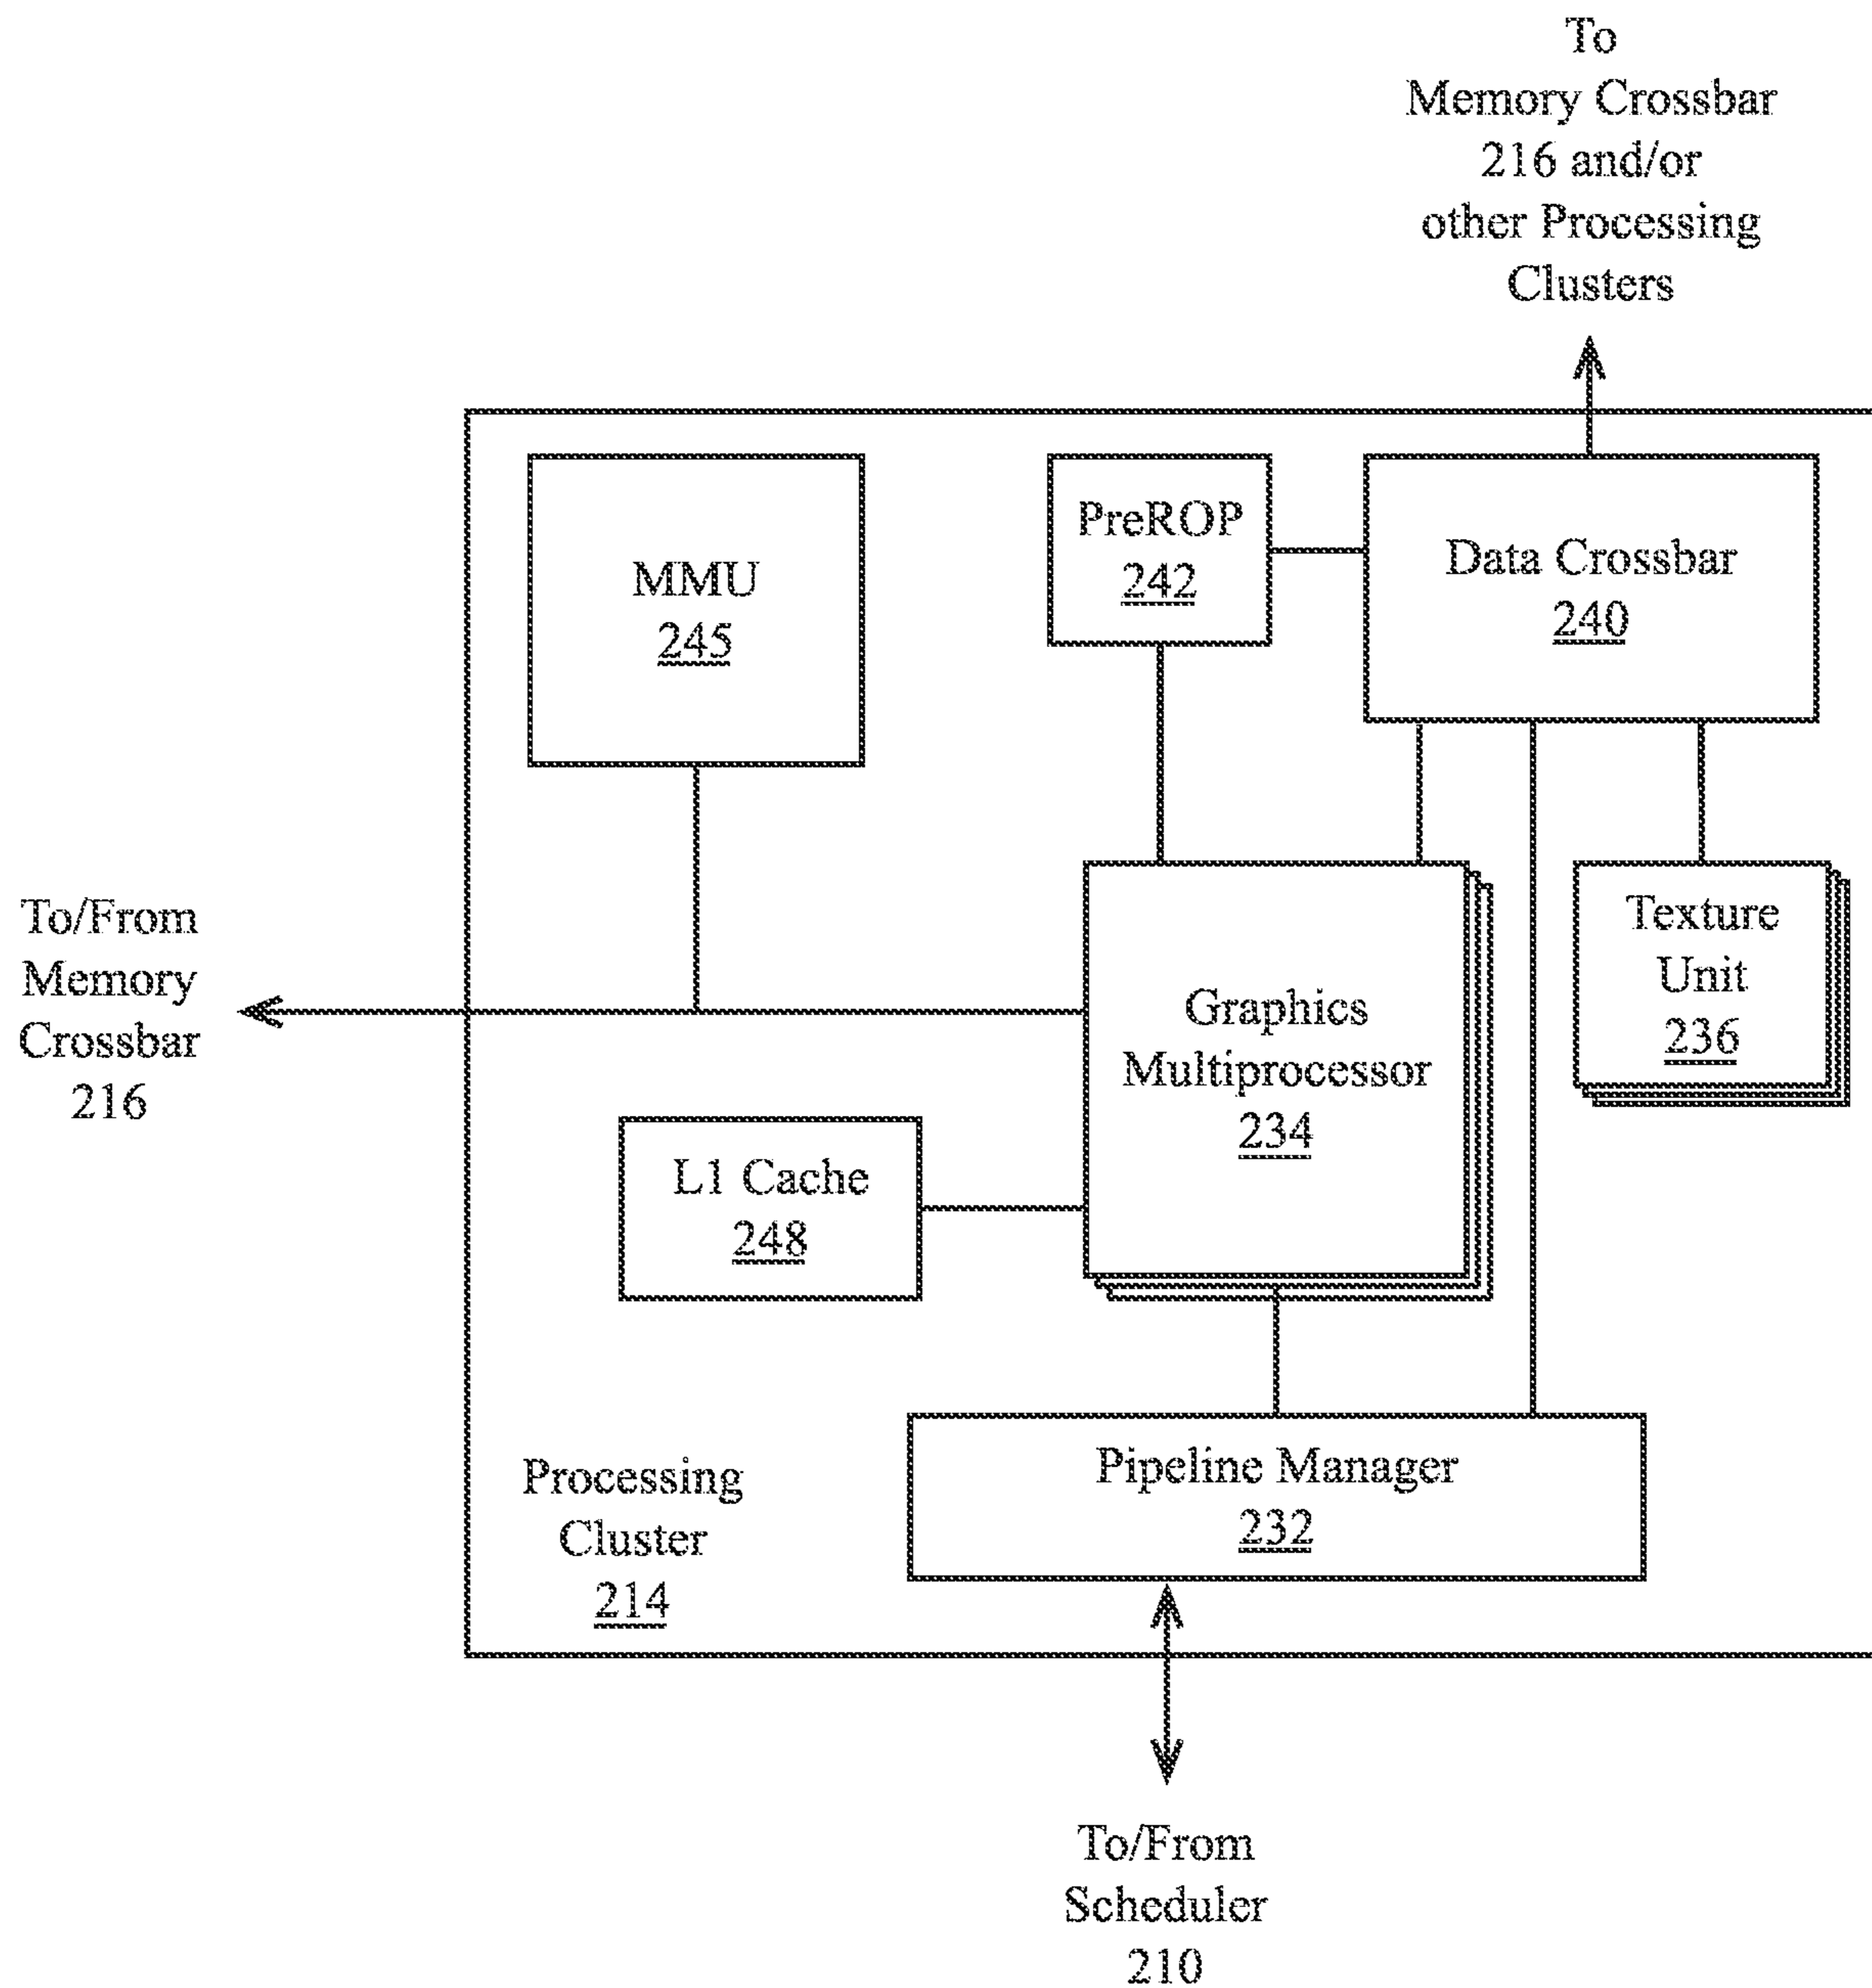 To
Memory Crossbar
216 and/or
other Processing
Clusters
MMU
245
PreROP
242
Data Crossbar
240
To/From
Memory
Crossbar
216
Graphics
Multiprocessor
234
Texture
Unit
236
L1 Cache
248
Processing
Cluster
214
Pipeline Manager
232
To/From
Scheduler
210